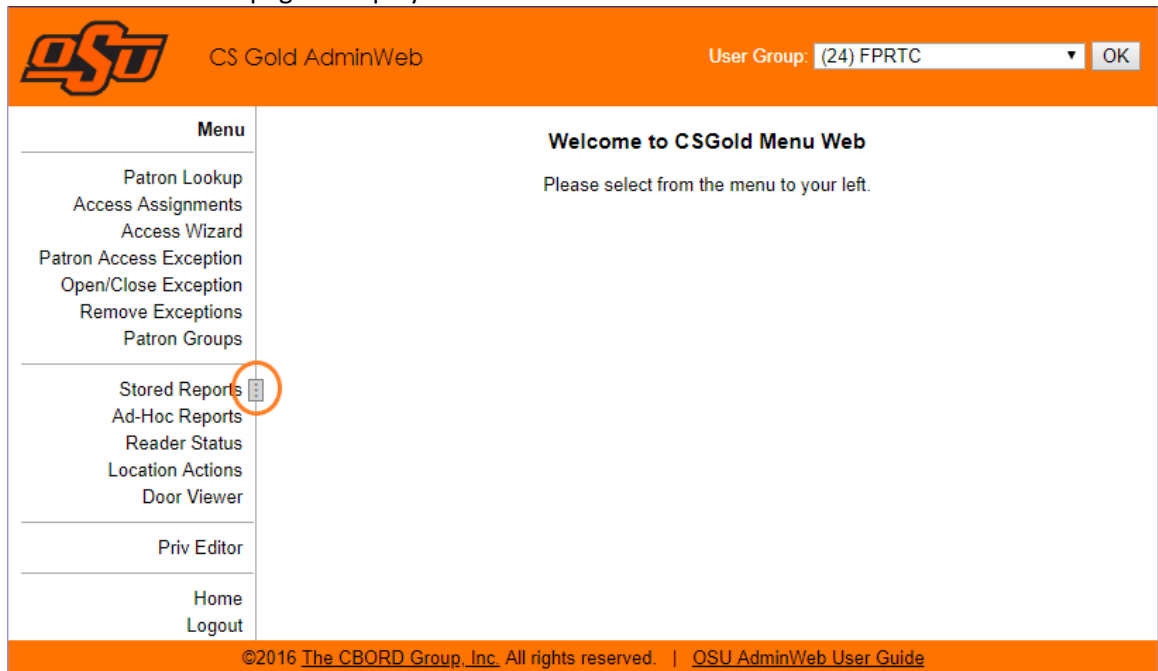 OSU
CS Gold AdminWeb
User Group: (24) FPRTC ▼ OK
Menu
Welcome to CSGold Menu Web
Please select from the menu to your left.
Patron Lookup
Access Assignments
Access Wizard
Patron Access Exception
Open/Close Exception
Remove Exceptions
Patron Groups
Stored Reports
Ad-Hoc Reports
Reader Status
Location Actions
Door Viewer
Priv Editor
Home
Logout
©2016 The CBORD Group, Inc. All rights reserved. | OSU AdminWeb User Guide